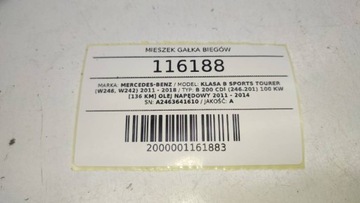 MIESZEK GAŁKA BIEGÓW
116188
MARKA: MERCEDES-BENZ / MODEL: KLASA B SPORTS TOURER
(W246, W242) 2011 - 2018 / TYP: B 200 CDI (246.201) 100 KW
[136 KM] OLEJ NAPĘDOWY 2011 - 2014
SN: A2463641610 / JAKOŚĆ: A
2000001161883